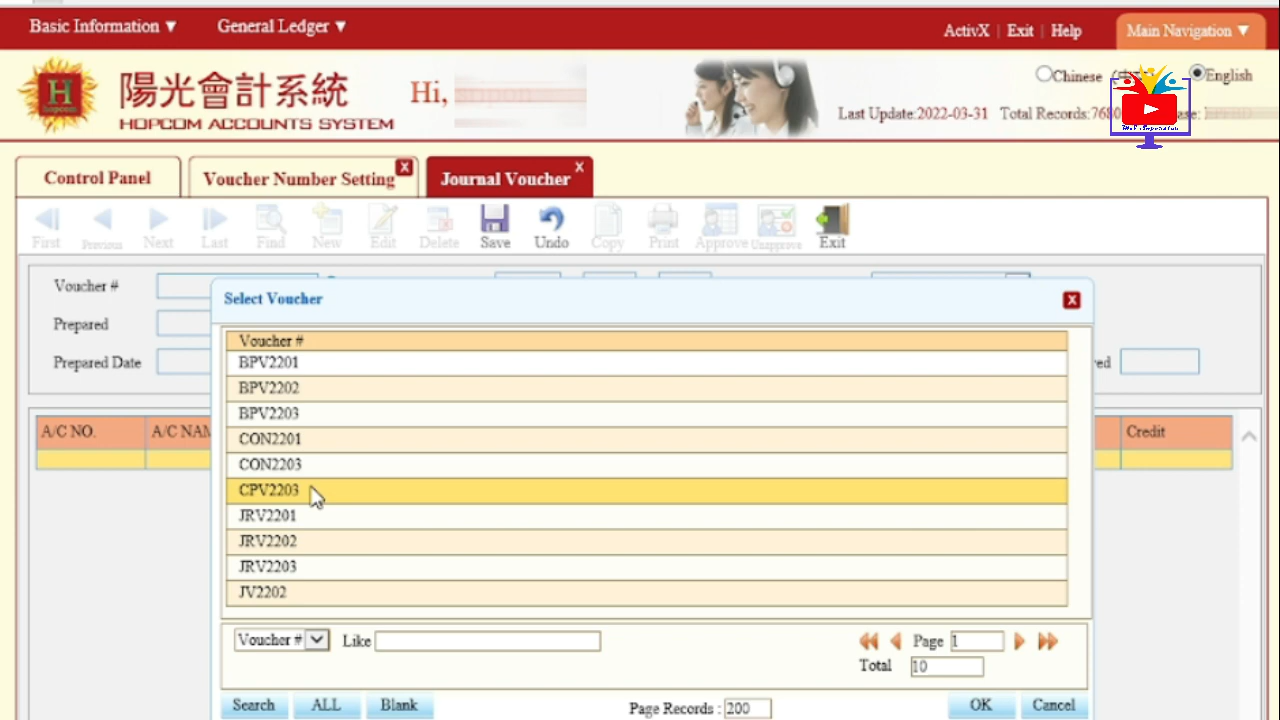 Basic Information ▼ General Ledger ▼ ActivX | Exit | Help Main Navigation ▼
H 陽光會計系統 Hi,
HOPCOM ACCOUNTS SYSTEM
Chinese English
Last Update:2022-03-31 Total Records:7680
Control Panel Voucher Number Setting X Journal Voucher X
First Previous Next Last Find New Edit Delete Save Undo Copy Print Approve Unapprove Exit
Voucher #
Prepared
Prepared Date
Select Voucher X
Voucher #
BPV2201
BPV2202
BPV2203
CON2201
CON2203
CPV2203
JRV2201
JRV2202
JRV2203
JV2202
A/C NO. A/C NAM Credit
Voucher # Like Page 1
Total 10
Search ALL Blank Page Records : 200 OK Cancel